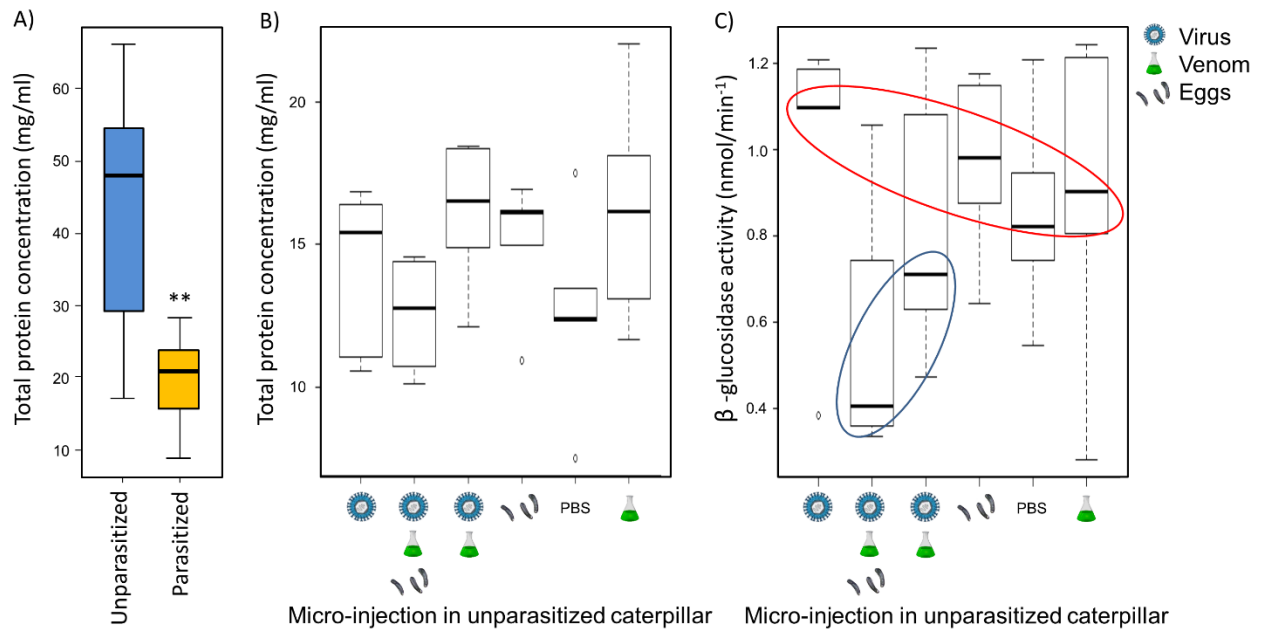 A)
Total protein concentration (mg/ml)
60
50
40
30
20
10
**
Unparasitized
Parasitized
B)
Total protein concentration (mg/ml)
20
15
10
PBS
Micro-injection in unparasitized caterpillar
C)
β -glucosidase activity (nmol/min⁻¹)
1.2
1.0
0.8
0.6
0.4
PBS
Micro-injection in unparasitized caterpillar
Virus
Venom
Eggs